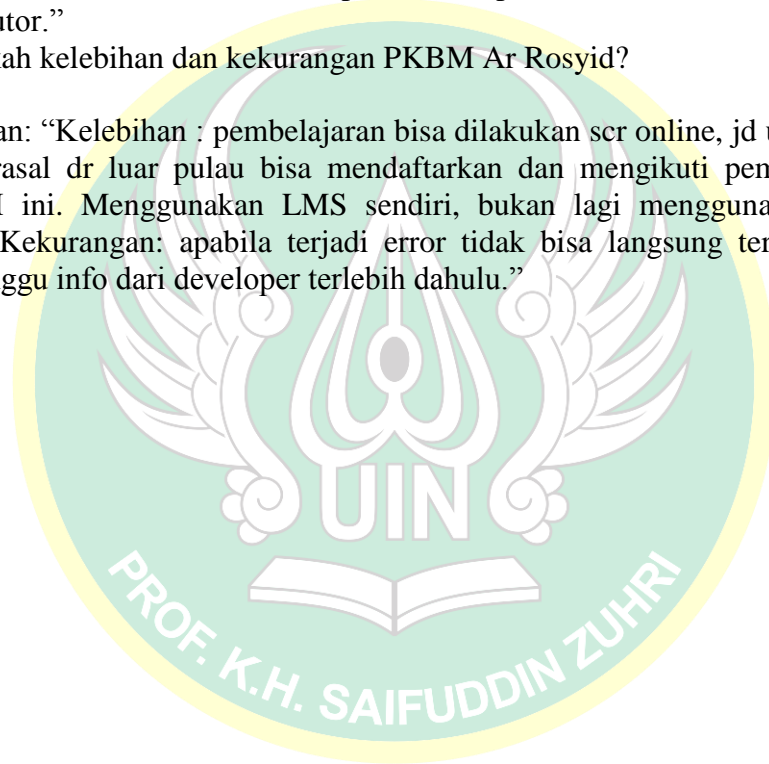 utor.”
ah kelebihan dan kekurangan PKBM Ar Rosyid?
an: “Kelebihan : pembelajaran bisa dilakukan scr online, jd u
rasal dr luar pulau bisa mendaftarkan dan mengikuti pem
ini. Menggunakan LMS sendiri, bukan lagi mengguna
Kekurangan: apabila terjadi error tidak bisa langsung ter
ggu info dari developer terlebih dahulu.”
UIN
PROF. K.H. SAIFUDDIN ZUHRI